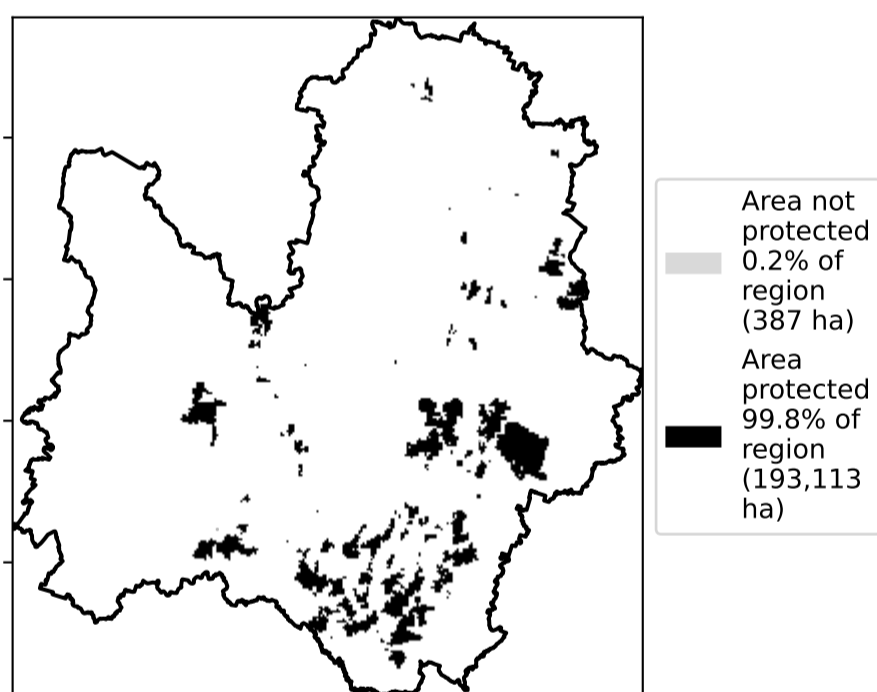 Area not
protected
0.2% of
region
(387 ha)
Area
protected
99.8% of
region
(193,113
ha)